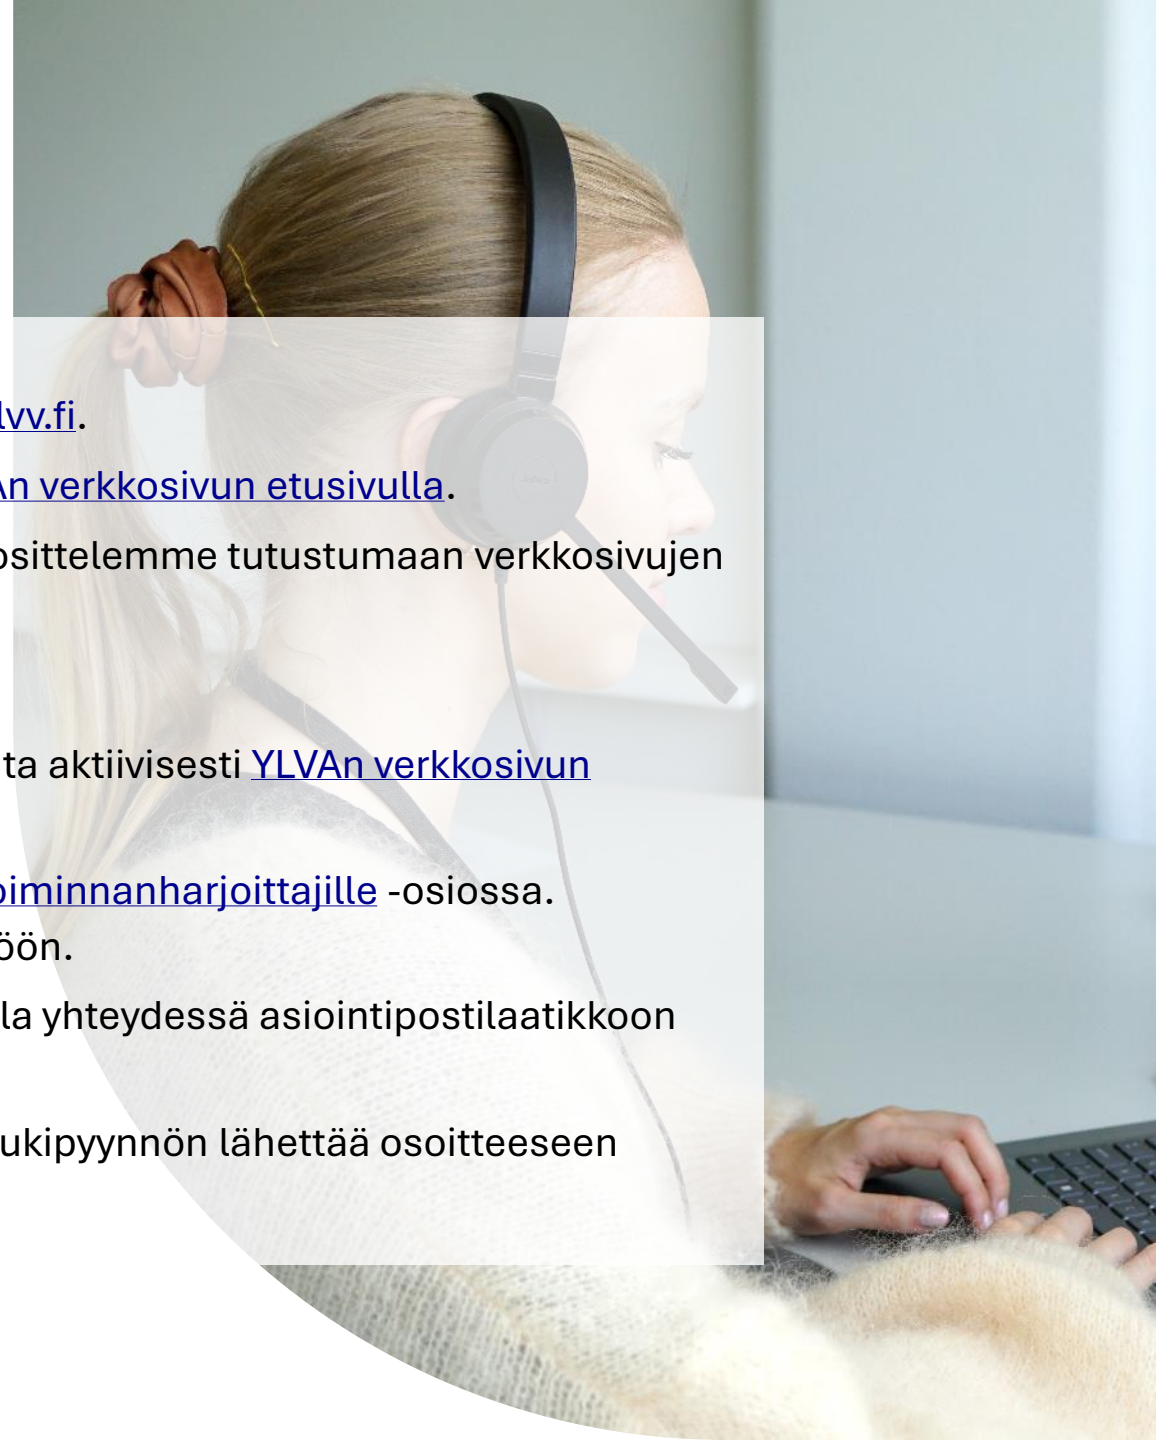 lvv.fi.
An verkkosivun etusivulla.
osittelemme tutustumaan verkkosivujen
ta aktiivisesti YLVAn verkkosivun
oiminnanharjoittajille -osiossa.
öön.
la yhteydessä asiointipostilaatikkoon
ukipyynnön lähettää osoitteeseen